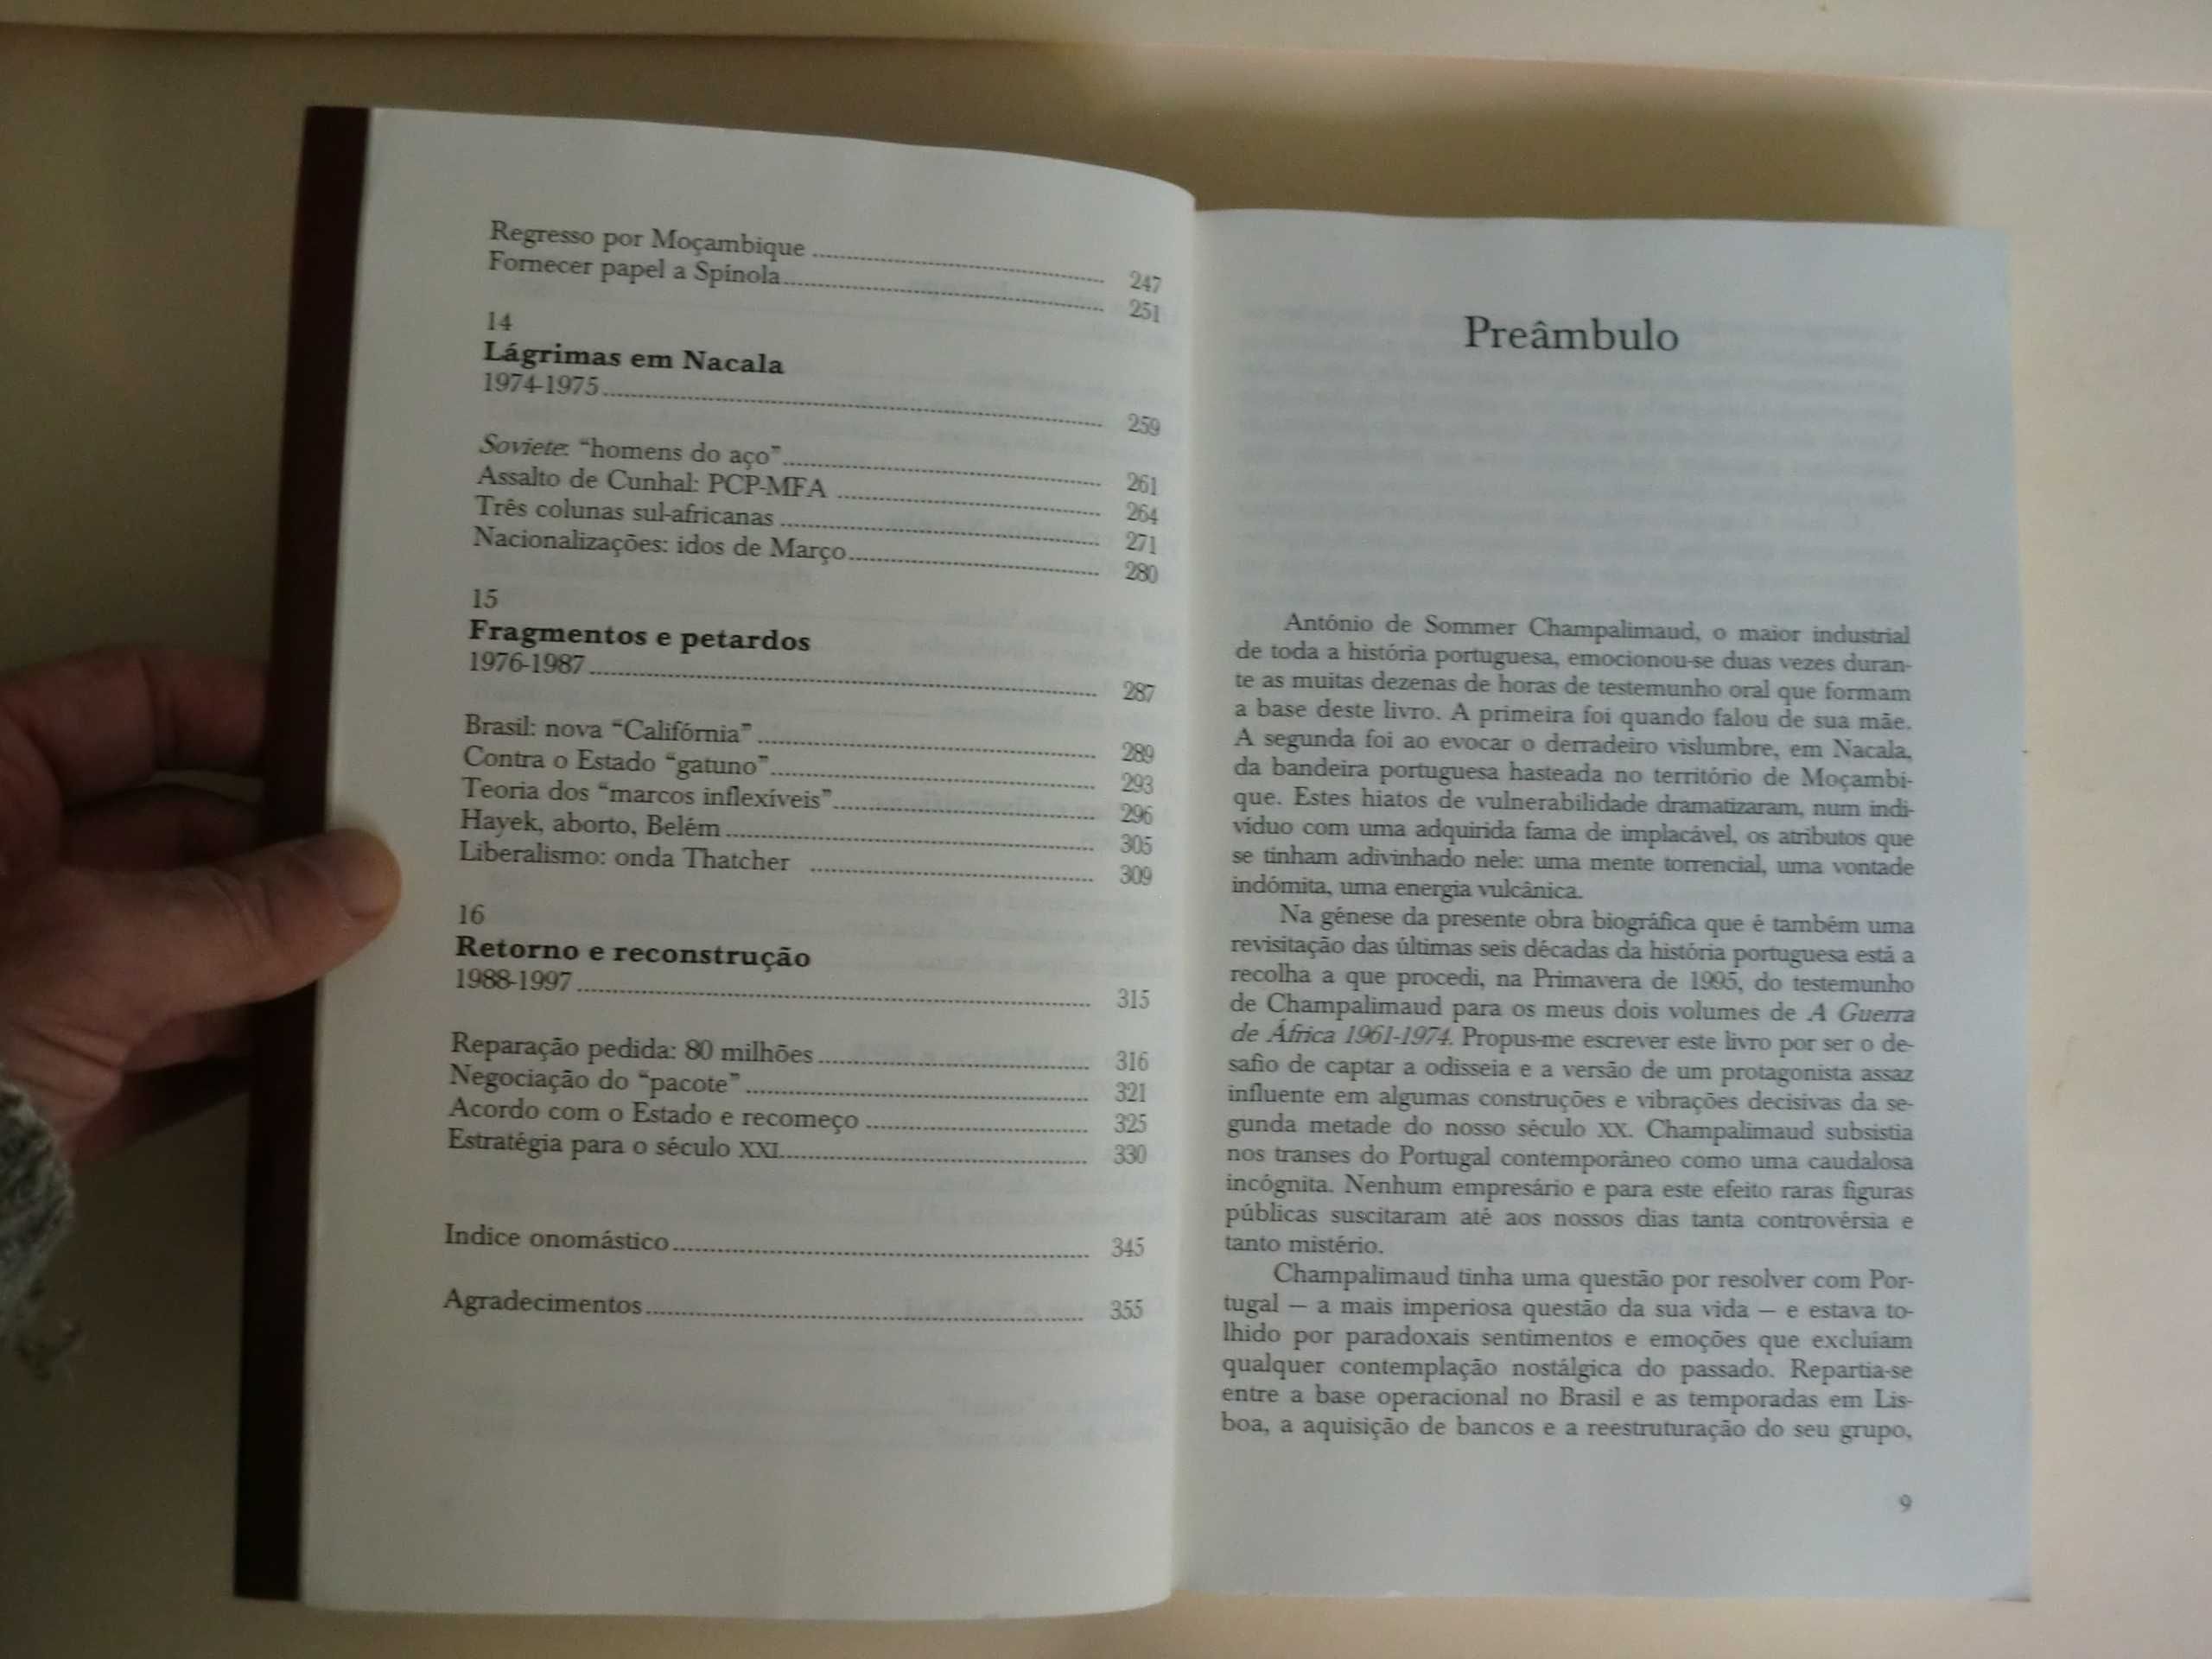 Regresso por Moçambique ........ 247
Fornecer papel a Spínola........ 251
14
Lágrimas em Nacala
1974-1975........ 259
Soviete: “homens do aço”........ 261
Assalto de Cunhal: PCP-MFA ........ 264
Três colunas sul-africanas ........ 271
Nacionalizações: idos de Março........ 280
15
Fragmentos e petardos
1976-1987........ 287
Brasil: nova “Califórnia” ........ 289
Contra o Estado “gatuno”........ 293
Teoria dos “marcos inflexíveis”........ 296
Hayek, aborto, Belém........ 305
Liberalismo: onda Thatcher ........ 309
16
Retorno e reconstrução
1988-1997........ 315
Reparação pedida: 80 milhões........ 316
Negociação do “pacote” ........ 321
Acordo com o Estado e recomeço ........ 325
Estratégia para o século XXI........ 330
Indice onomástico........ 345
Agradecimentos........ 355
Preâmbulo
António de Sommer Champalimaud, o maior industrial
de toda a história portuguesa, emocionou-se duas vezes duran-
te as muitas dezenas de horas de testemunho oral que formam
a base deste livro. A primeira foi quando falou de sua mãe.
A segunda foi ao evocar o derradeiro vislumbre, em Nacala,
da bandeira portuguesa hasteada no território de Moçambi-
que. Estes hiatos de vulnerabilidade dramatizaram, num indi-
víduo com uma adquirida fama de implacável, os atributos que
se tinham adivinhado nele: uma mente torrencial, uma vontade
indómita, uma energia vulcânica.
Na génese da presente obra biográfica que é também uma
revisitação das últimas seis décadas da história portuguesa está a
recolha a que procedi, na Primavera de 1995, do testemunho
de Champalimaud para os meus dois volumes de A Guerra
de África 1961-1974. Propus-me escrever este livro por ser o de-
safio de captar a odisseia e a versão de um protagonista assaz
influente em algumas construções e vibrações decisivas da se-
gunda metade do nosso século XX. Champalimaud subsistia
nos transes do Portugal contemporâneo como uma caudalosa
incógnita. Nenhum empresário e para este efeito raras figuras
públicas suscitaram até aos nossos dias tanta controvérsia e
tanto mistério.
Champalimaud tinha uma questão por resolver com Por-
tugal – a mais imperiosa questão da sua vida – e estava to-
lhido por paradoxais sentimentos e emoções que excluíam
qualquer contemplação nostálgica do passado. Repartia-se
entre a base operacional no Brasil e as temporadas em Lis-
boa, a aquisição de bancos e a reestruturação do seu grupo,
9